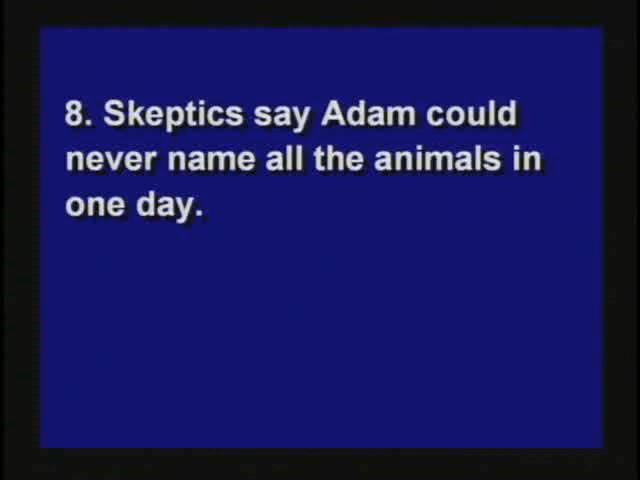 8. Skeptics say Adam could
never name all the animals in
one day.